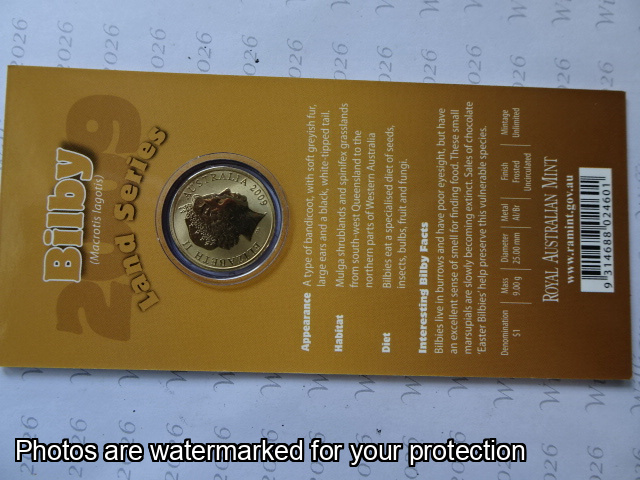 Bilby
(Macrotis lagotis)
2009
Land Series
ELIZABETH II AUSTRALIA 2009
Appearance A type of bandicoot, with soft greyish fur,
large ears and a black, white-tipped tail.
Habitat Mulga shrublands and spinifex grasslands
from south-west Queensland to the
northern parts of Western Australia
Diet Bilbies eat a specialised diet of seeds,
insects, bulbs, fruit and fungi.
Interesting Bilby Facts
Bilbies live in burrows and have poor eyesight, but have
an excellent sense of smell for finding food. These small
marsupials are slowly becoming extinct. Sales of chocolate
'Easter Bilbies' help preserve this vulnerable species.
Denomination Mass Diameter Metal Finish Mintage
$1 9.00 g 25.00 mm Al Br Frosted Unlimited
Uncirculated
ROYAL AUSTRALIAN MINT
www.ramint.gov.au
9 314688 024601
Photos are watermarked for your protection